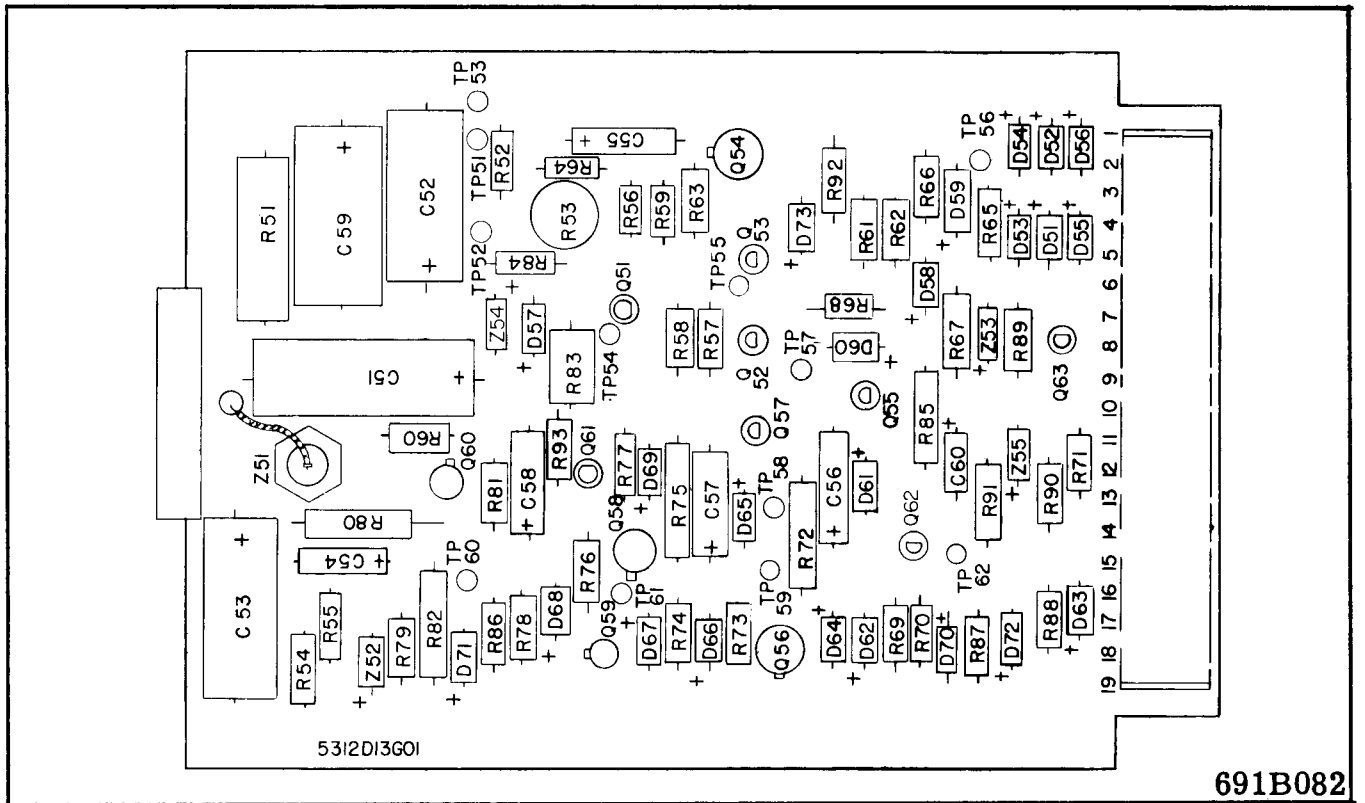 TP
53
TP51
R52
C55
+
R64
Q54
R51
C59
+
C52
+
R53
R56
R59
R63
R92
TP
56
R66
D59
+
R65
+
D54
+
D52
+
D56
TP52
R84
Q
53
TP55
D73
+
R61
R62
+
D53
+
D51
+
D55
Q51
Z54
+
D57
+
R83
TP54
R58
R57
Q
52
TP
57
R68
D60
+
D58
+
R67
Z53
+
R89
Q63
C51
+
R60
Q60
R93
Q61
Q57
Q55
R85
Z51
R81
C58
+
R77
D69
R75
C57
+
D65
+
TP
58
C56
+
D61
+
C60
+
R91
Z55
+
R90
R71
R80
C54
+
C53
+
TP
60
R76
Q58
TP
61
TP
59
R72
Q62
TP
62
R54
R55
Z52
+
R79
R82
D71
+
R86
R78
D68
+
Q59
D67
+
R74
D66
+
R73
Q56
D64
+
D62
+
R69
R70
D70
+
R87
D72
+
R88
D63
+
1
2
3
4
5
6
7
8
9
10
11
12
13
14
15
16
17
18
19
5312D13G01
691B082